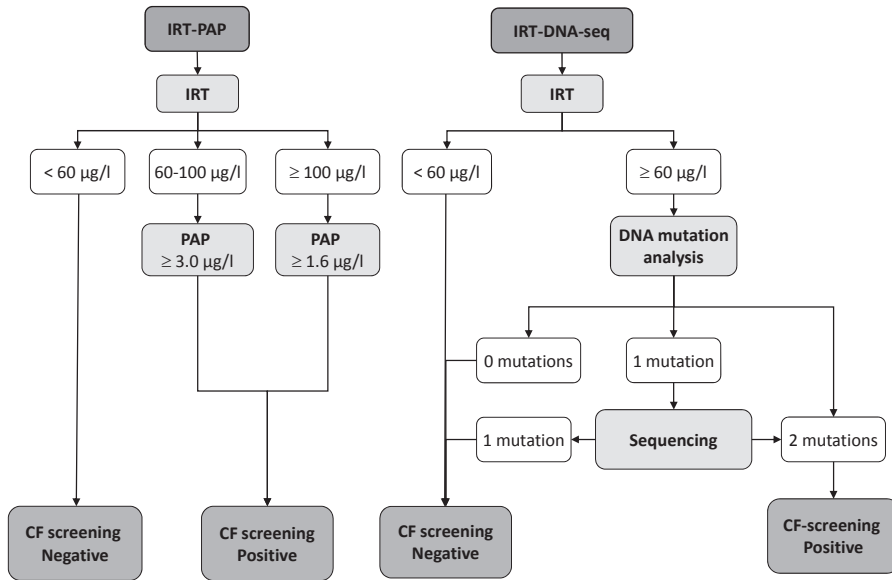 IRT-PAP
IRT
< 60 µg/l
60-100 µg/l
≥ 100 µg/l
PAP
≥ 3.0 µg/l
PAP
≥ 1.6 µg/l
CF screening
Negative
CF screening
Positive
IRT-DNA-seq
IRT
< 60 µg/l
≥ 60 µg/l
DNA mutation
analysis
0 mutations
1 mutation
1 mutation
Sequencing
2 mutations
CF screening
Negative
CF-screening
Positive